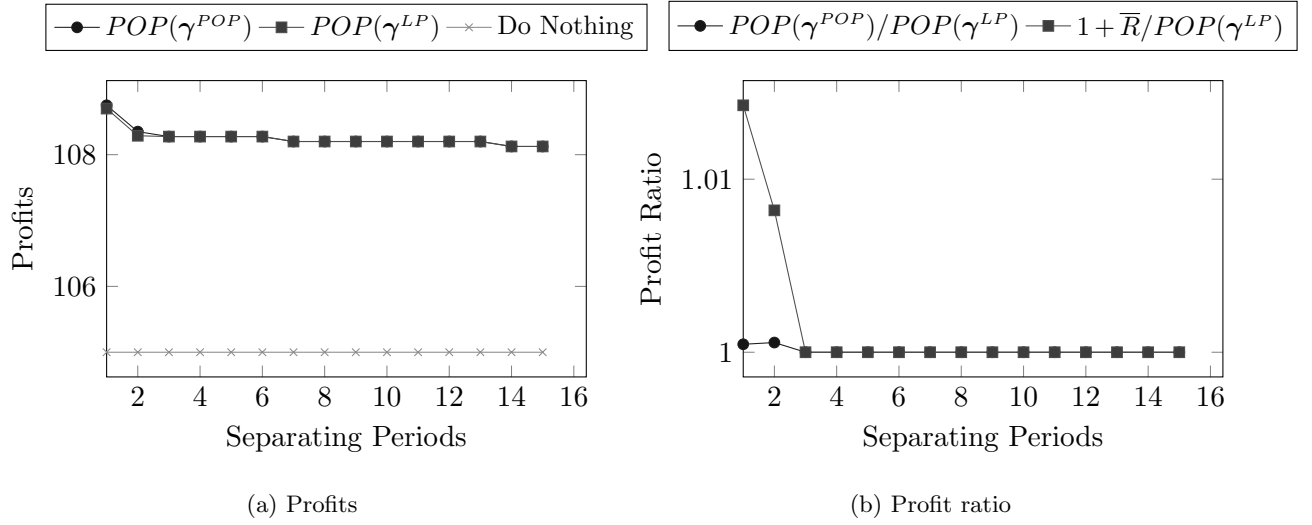 POP(γ^POP) POP(γ^LP) Do Nothing
108
106
Profits
2 4 6 8 10 12 14 16
Separating Periods
(a) Profits
POP(γ^POP)/POP(γ^LP) 1 + R̅/POP(γ^LP)
1.01
1
Profit Ratio
2 4 6 8 10 12 14 16
Separating Periods
(b) Profit ratio